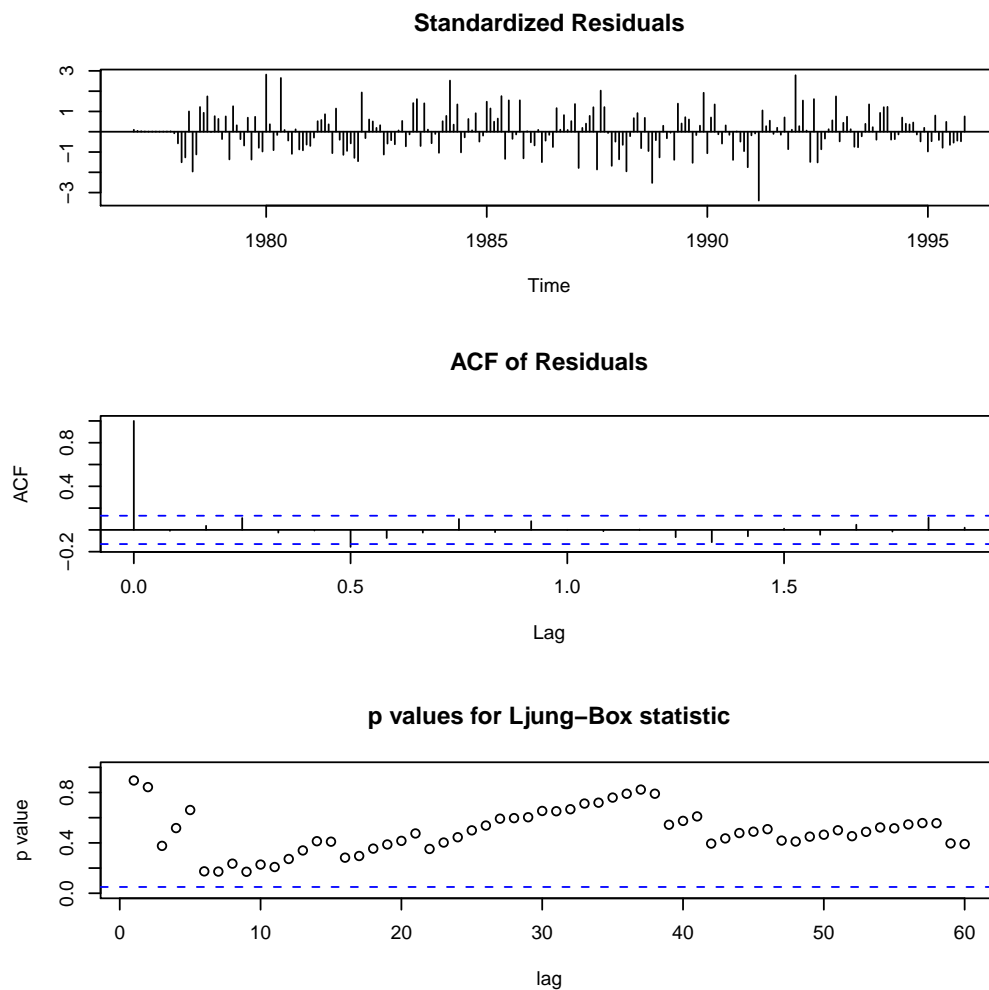 Standardized Residuals
3
1
−1
−3
1980 1985 1990 1995
Time
ACF of Residuals
ACF
0.8
0.4
−0.2
0.0 0.5 1.0 1.5
Lag
p values for Ljung−Box statistic
p value
0.8
0.4
0.0
0 10 20 30 40 50 60
lag